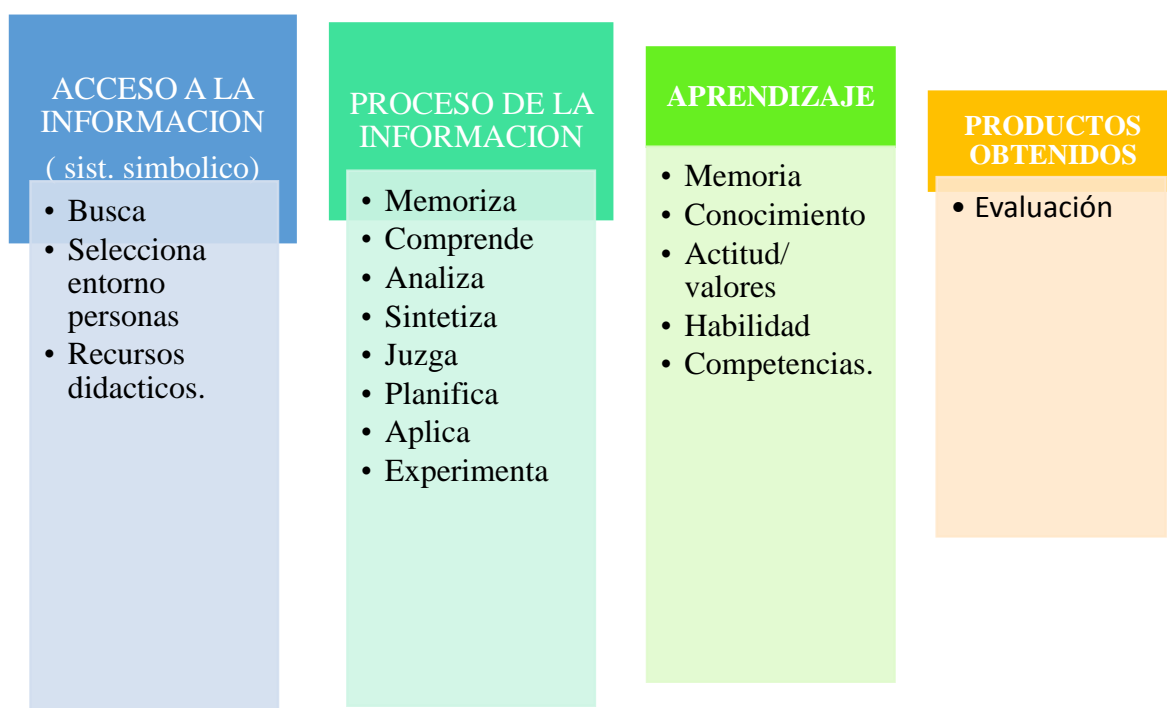 ACCESO A LA
INFORMACION
( sist. simbolico)
• Busca
• Selecciona
entorno
personas
• Recursos
didacticos.
PROCESO DE LA
INFORMACION
• Memoriza
• Comprende
• Analiza
• Sintetiza
• Juzga
• Planifica
• Aplica
• Experimenta
APRENDIZAJE
• Memoria
• Conocimiento
• Actitud/
valores
• Habilidad
• Competencias.
PRODUCTOS
OBTENIDOS
• Evaluación